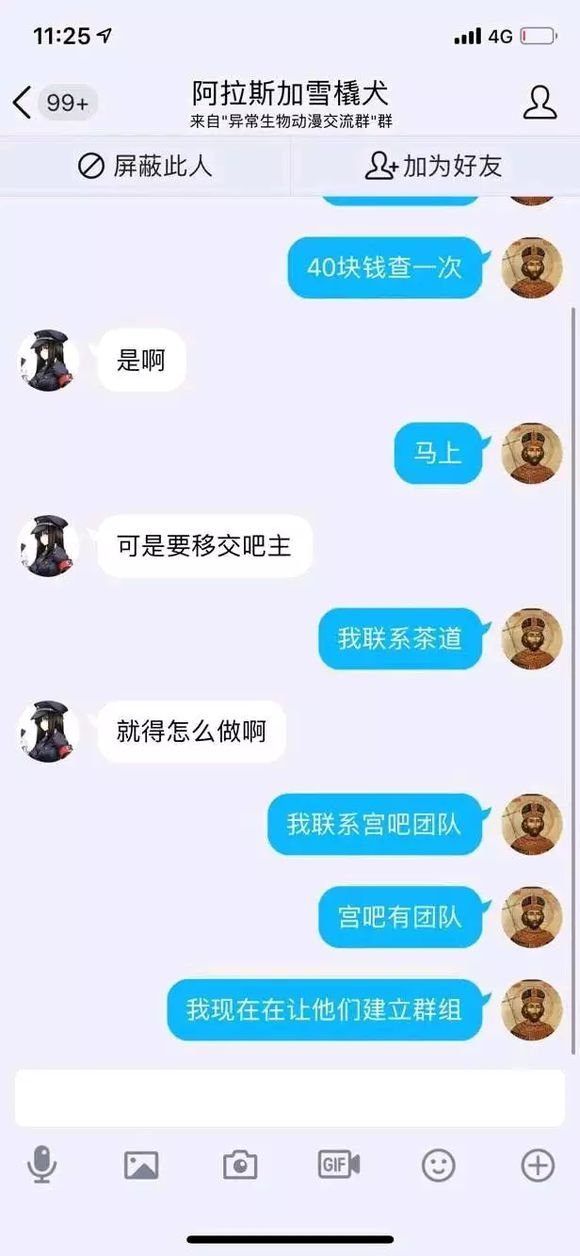 11:25
4G
99+
阿拉斯加雪橇犬
来自"异常生物动漫交流群"群
屏蔽此人
加为好友
40块钱查一次
是啊
马上
可是要移交吧主
我联系茶道
就得怎么做啊
我联系宫吧团队
宫吧有团队
我现在在让他们建立群组
GIF